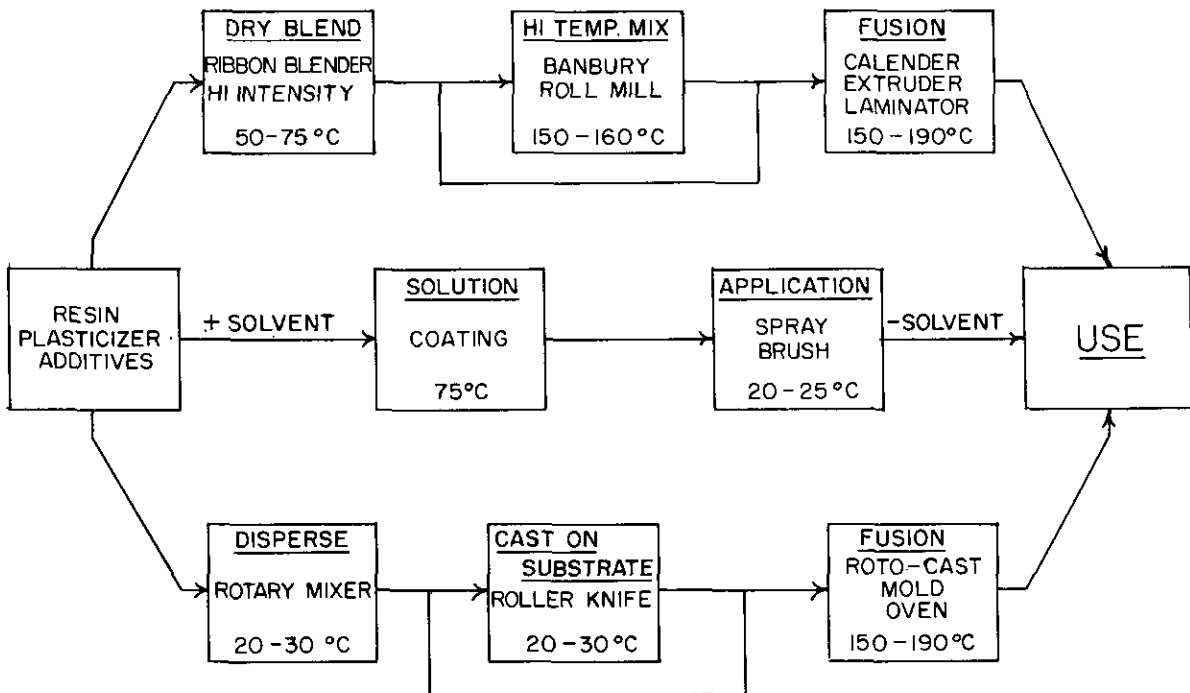 DRY BLEND
RIBBON BLENDER
HI INTENSITY
50-75°C
HI TEMP. MIX
BANBURY
ROLL MILL
150-160°C
FUSION
CALENDER
EXTRUDER
LAMINATOR
150-190°C
RESIN
PLASTICIZER
ADDITIVES
+ SOLVENT
SOLUTION
COATING
75°C
APPLICATION
SPRAY
BRUSH
20-25°C
-SOLVENT
USE
DISPERSE
ROTARY MIXER
20-30 °C
CAST ON
SUBSTRATE
ROLLER KNIFE
20-30°C
FUSION
ROTO-CAST
MOLD
OVEN
150-190°C